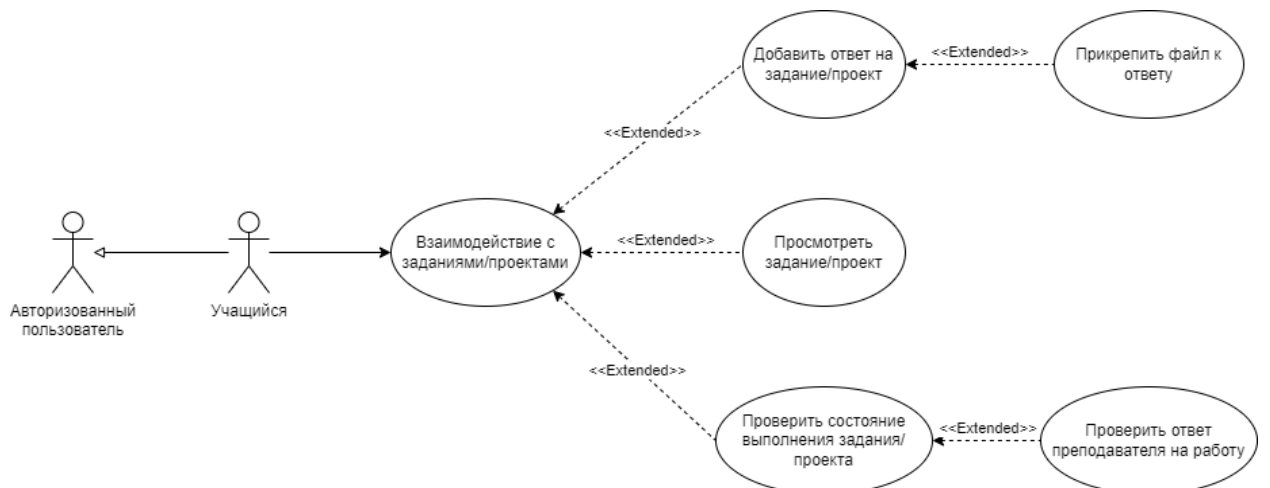 Добавить ответ на
задание/проект
<<Extended>>
Прикрепить файл к
ответу
<<Extended>>
Авторизованный
пользователь
Учащийся
Взаимодействие с
заданиями/проектами
<<Extended>>
Просмотреть
задание/проект
<<Extended>>
Проверить состояние
выполнения задания/
проекта
<<Extended>>
Проверить ответ
преподавателя на работу